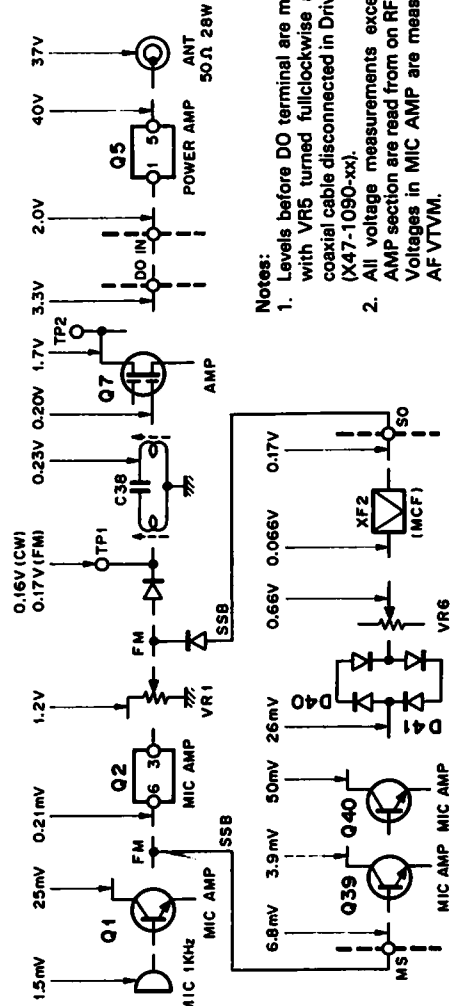 1.5mV
25mV
0.21mV
1.2V
0.16V (CW)
0.17V (FM)
0.23V
0.20V
1.7V
3.3V
2.0V
40V
37V
MIC 1KHz
Q1
MIC AMP
FM
SSB
6 Q2 3
MIC AMP
VR1
FM
SSB
TP1
C38
Q7
TP2
AMP
DO IN
1 Q5 5
POWER AMP
ANT
50Ω 28W
6.8mV
3.9mV
50mV
26mV
0.66V
0.066V
0.17V
MS
Q39
MIC AMP
Q40
MIC AMP
D40
D41
VR6
XF2
(MCF)
SO
Notes:
1. Levels before DO terminal are m
with VR5 turned fullclockwise a
coaxial cable disconnected in Driv
(X47-1090-xx).
2. All voltage measurements exce
AMP section are read from on RF
Voltages in MIC AMP are meas
AF VTVM.